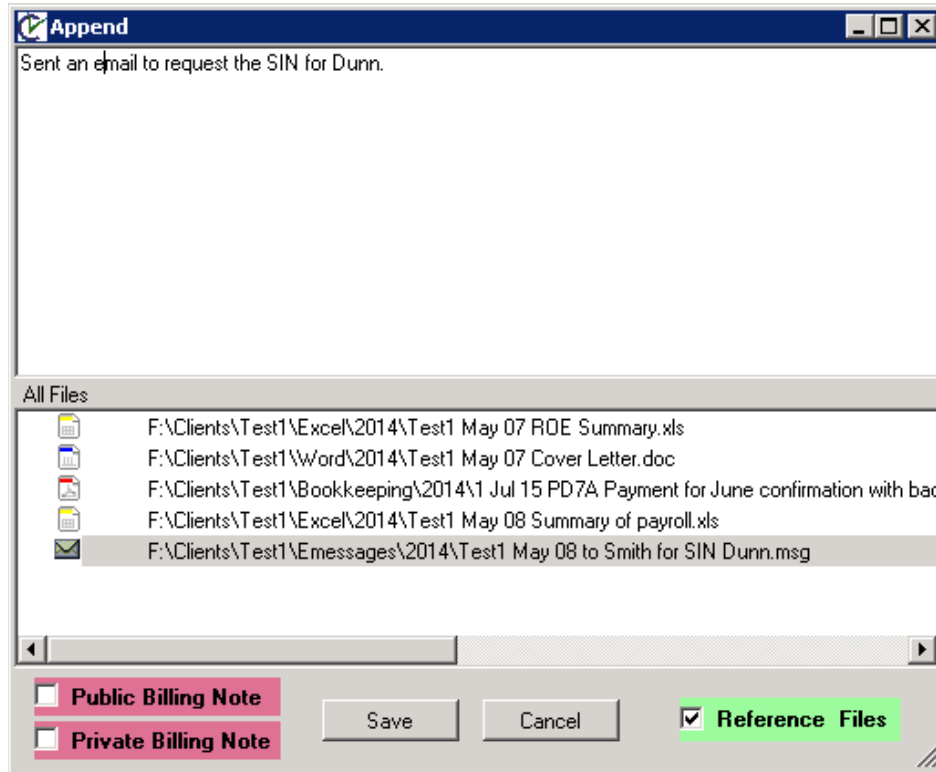 Append
Sent an email to request the SIN for Dunn.
All Files
F:\Clients\Test1\Excel\2014\Test1 May 07 ROE Summary.xls
F:\Clients\Test1\Word\2014\Test1 May 07 Cover Letter.doc
F:\Clients\Test1\Bookkeeping\2014\1 Jul 15 PD7A Payment for June confirmation with bac
F:\Clients\Test1\Excel\2014\Test1 May 08 Summary of payroll.xls
F:\Clients\Test1\Emessages\2014\Test1 May 08 to Smith for SIN Dunn.msg
Public Billing Note
Private Billing Note
Save
Cancel
Reference Files